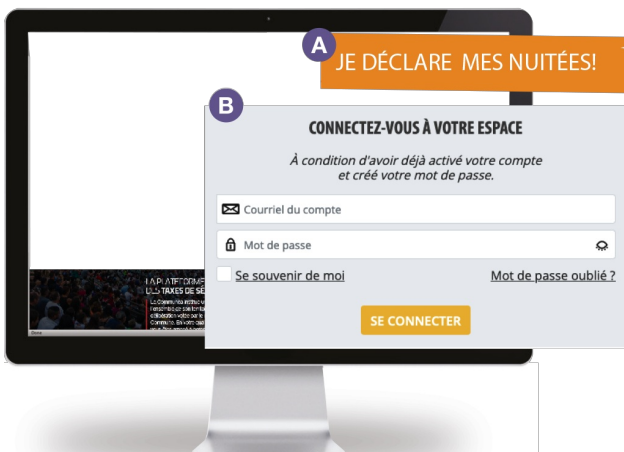 A
JE DÉCLARE MES NUITÉES!
B
CONNECTEZ-VOUS À VOTRE ESPACE
À condition d'avoir déjà activé votre compte
et créé votre mot de passe.
Courriel du compte
Mot de passe
Se souvenir de moi
Mot de passe oublié ?
SE CONNECTER
LA PLATEFORME
DES TAXES DE SÉ